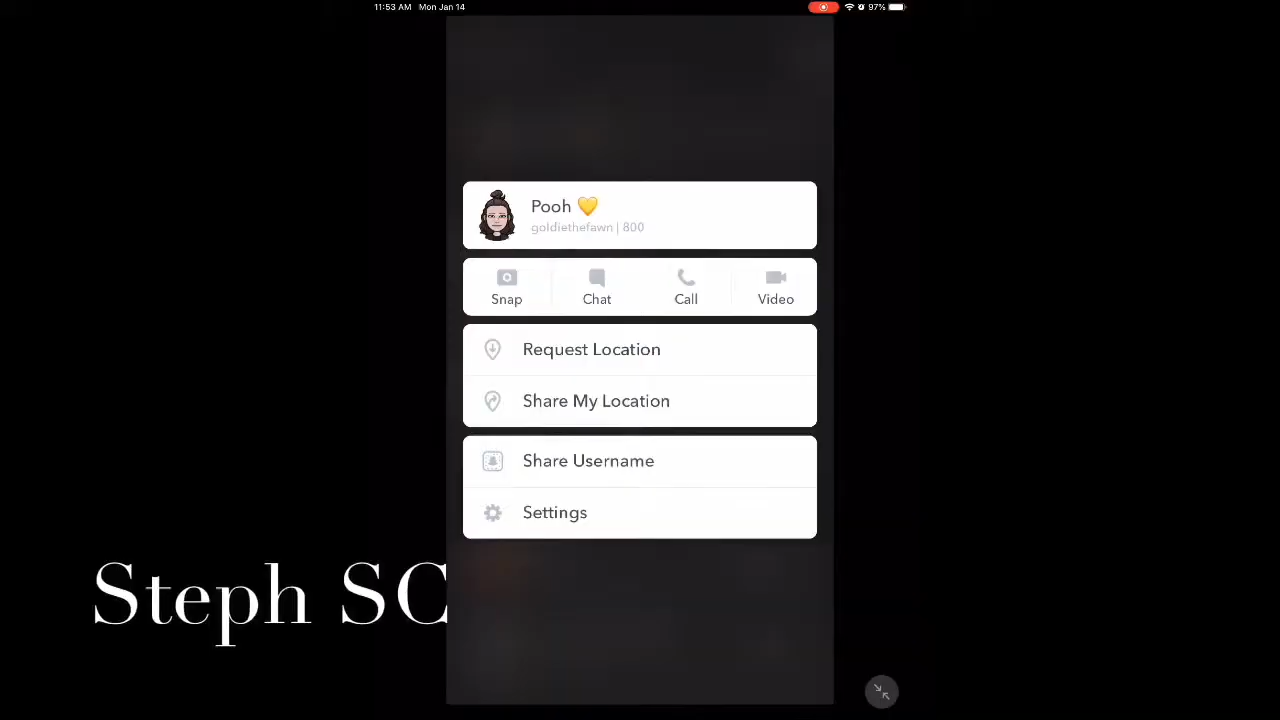 11:53 AM Mon Jan 14
97%
Pooh 💛
goldiethefawn | 800
Snap Chat Call Video
Request Location
Share My Location
Share Username
Settings
Steph SC